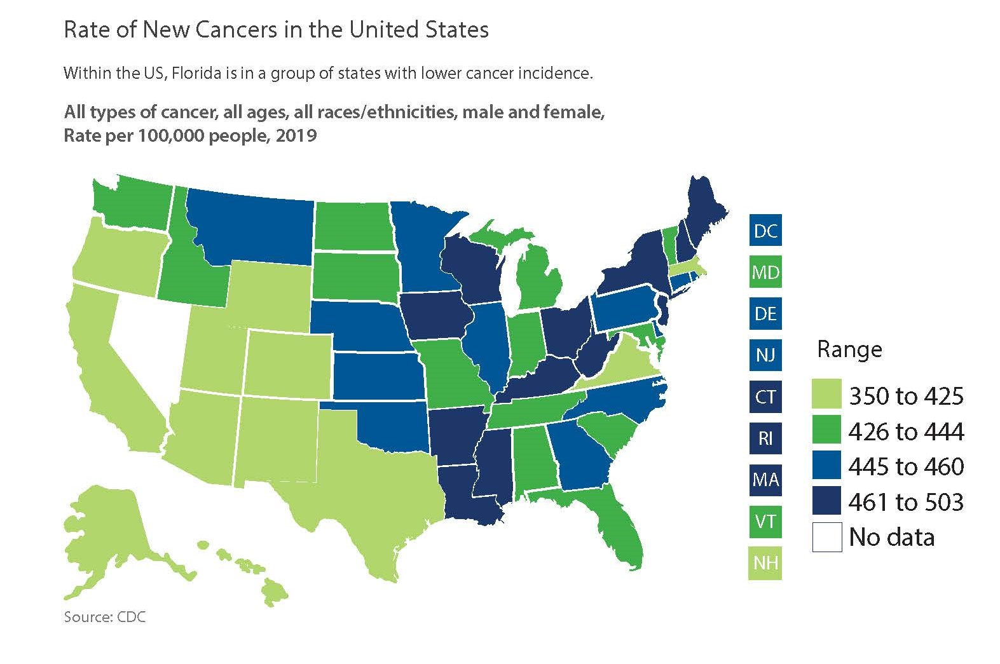 Rate of New Cancers in the United States
Within the US, Florida is in a group of states with lower cancer incidence.
All types of cancer, all ages, all races/ethnicities, male and female,
Rate per 100,000 people, 2019
DC
MD
DE
NJ
CT
RI
MA
VT
NH
Range
350 to 425
426 to 444
445 to 460
461 to 503
No data
Source: CDC